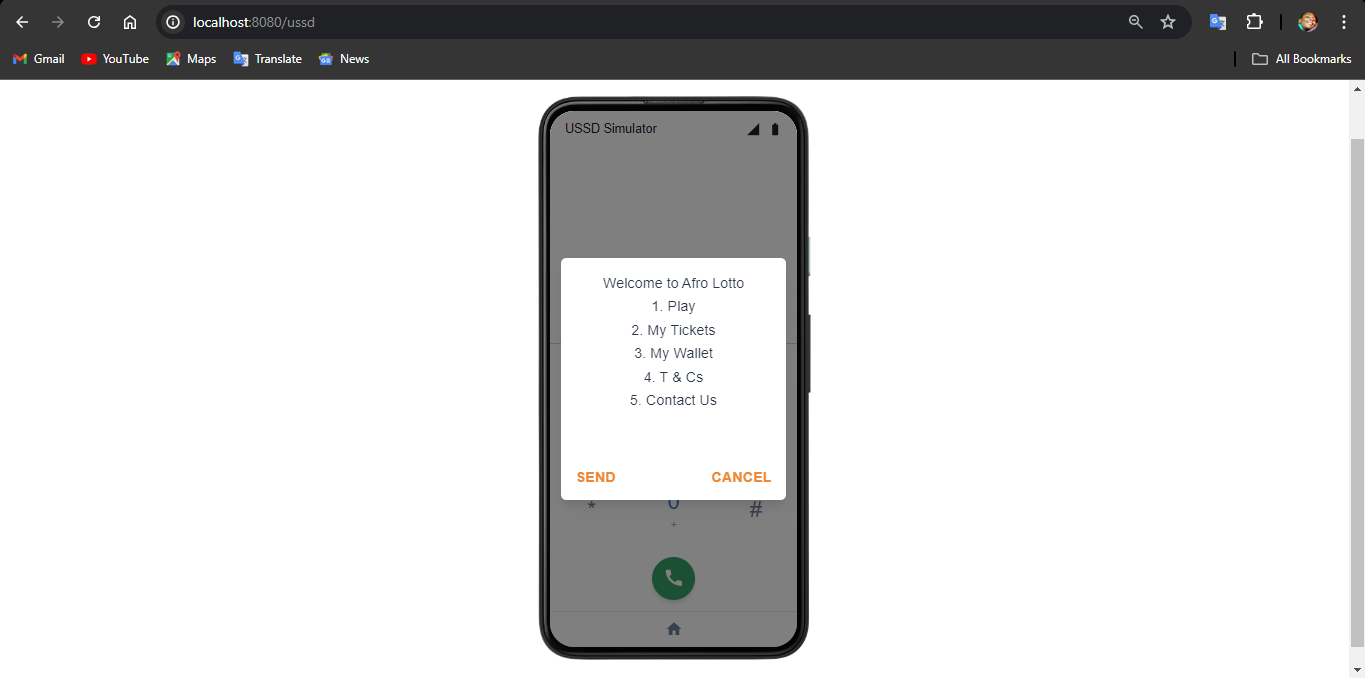 localhost:8080/ussd
Gmail YouTube Maps Translate News All Bookmarks
USSD Simulator
Welcome to Afro Lotto
1. Play
2. My Tickets
3. My Wallet
4. T & Cs
5. Contact Us
SEND CANCEL
* 0 #
+